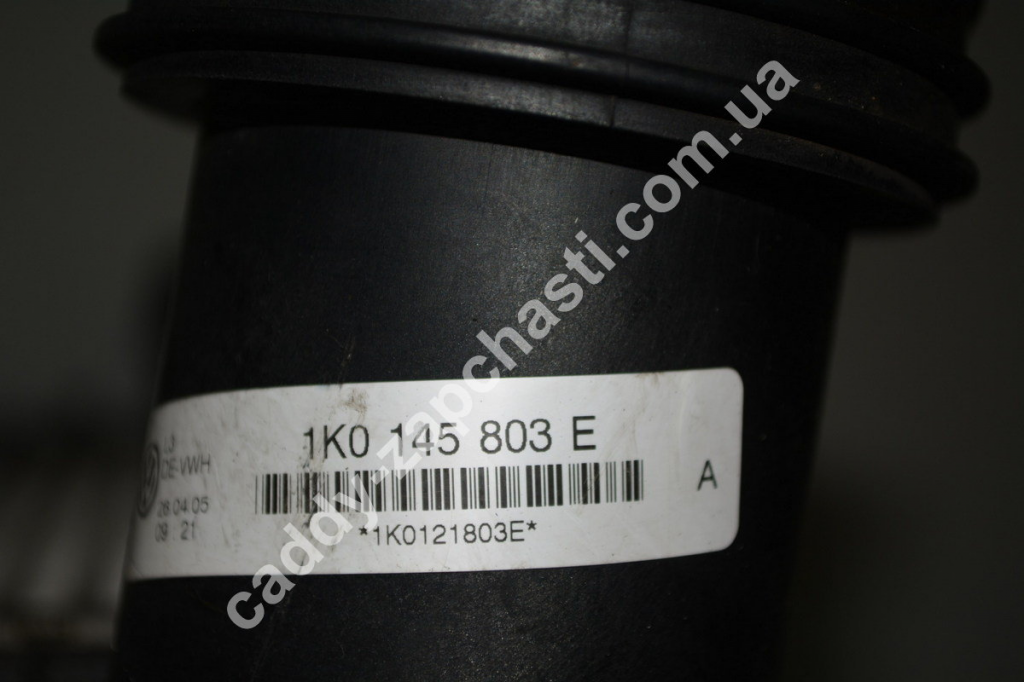 1K0 145 803 E
DE-VWH
A
28.04.05
09 : 21
*1K0121803E*
caddy-zapchasti.com.ua